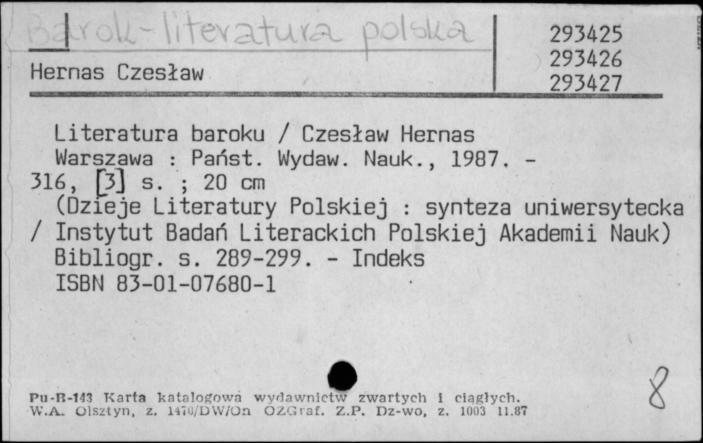 Barok-literatura polska
293425
293426
293427
Hernas Czesław
Literatura baroku / Czesław Hernas
Warszawa : Państ. Wydaw. Nauk., 1987. -
316, [3] s. ; 20 cm
(Dzieje Literatury Polskiej : synteza uniwersytecka
/ Instytut Badań Literackich Polskiej Akademii Nauk)
Bibliogr. s. 289-299. - Indeks
ISBN 83-01-07680-1
Pu-B-143 Karta katalogowa wydawnictw zwartych i ciągłych.
W.A. Olsztyn, z. 1470/DW/On OZGraf. Z.P. Dz-wo, z. 1003 11.87
8